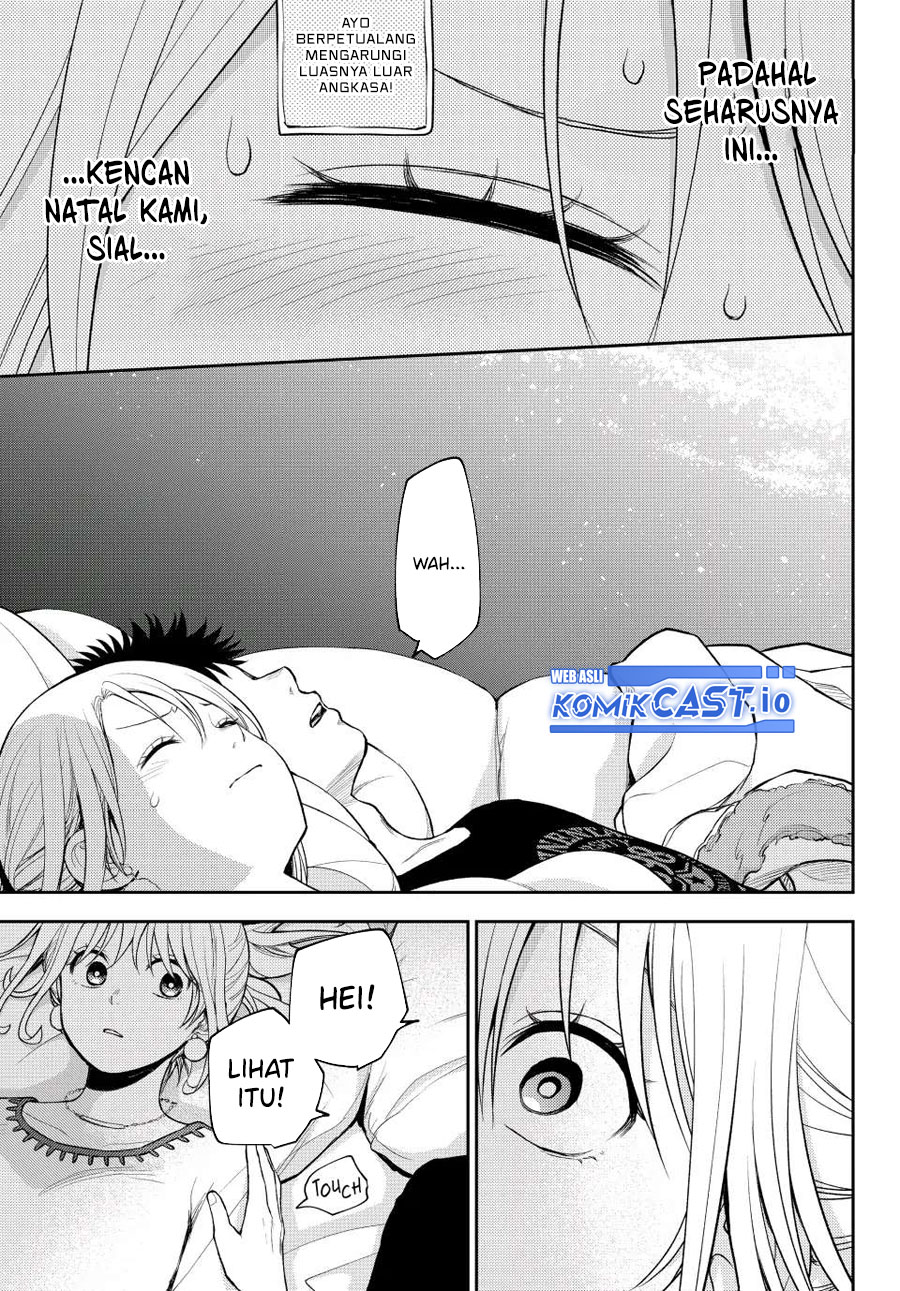 PADAHAL
SEHARUSNYA
INI...
AYO
BERPETUALANG
MENGARUNGI
LUASNYA LUAR
ANGKASA!
...KENCAN
NATAL KAMI,
SIAL...
WAH...
WEB ASLI
KOMIKCAST.io
HEI!
LIHAT
ITU!
TOUCH